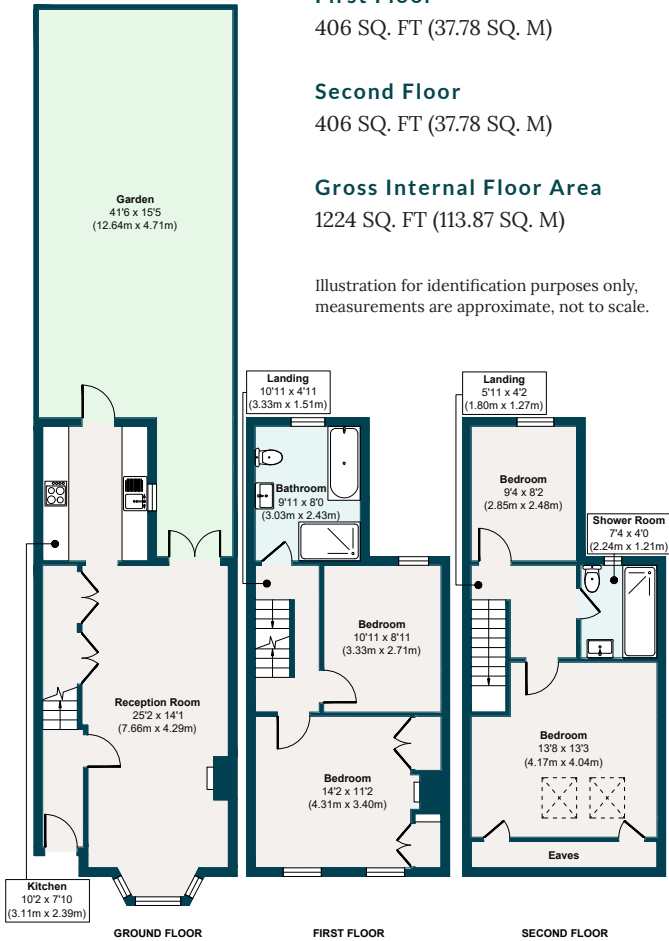 First Floor
406 SQ. FT (37.78 SQ. M)
Second Floor
406 SQ. FT (37.78 SQ. M)
Gross Internal Floor Area
1224 SQ. FT (113.87 SQ. M)
Illustration for identification purposes only,
measurements are approximate, not to scale.
Garden
41'6 x 15'5
(12.64m x 4.71m)
Kitchen
10'2 x 7'10
(3.11m x 2.39m)
Reception Room
25'2 x 14'1
(7.66m x 4.29m)
GROUND FLOOR
Landing
10'11 x 4'11
(3.33m x 1.51m)
Bathroom
9'11 x 8'0
(3.03m x 2.43m)
Bedroom
10'11 x 8'11
(3.33m x 2.71m)
Bedroom
14'2 x 11'2
(4.31m x 3.40m)
FIRST FLOOR
Landing
5'11 x 4'2
(1.80m x 1.27m)
Bedroom
9'4 x 8'2
(2.85m x 2.48m)
Shower Room
7'4 x 4'0
(2.24m x 1.21m)
Bedroom
13'8 x 13'3
(4.17m x 4.04m)
Eaves
SECOND FLOOR